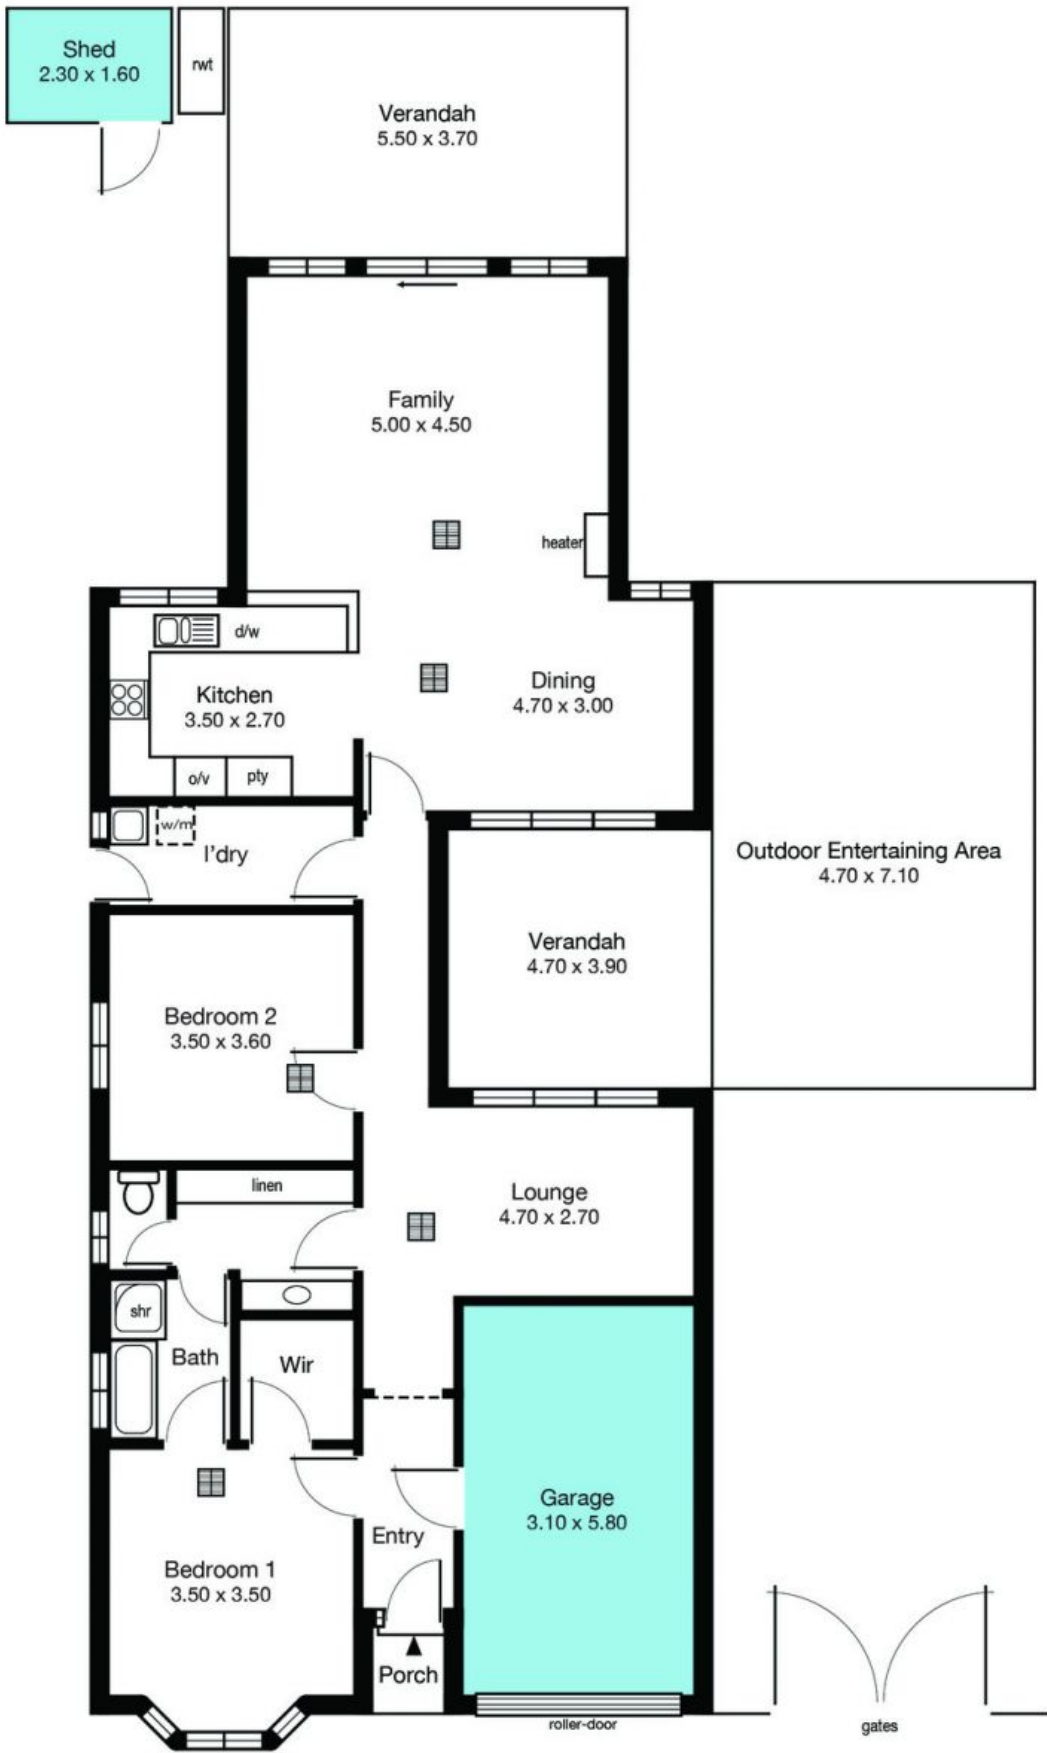 Shed
2.30 x 1.60
rwt
Verandah
5.50 x 3.70
Family
5.00 x 4.50
heater
d/w
Kitchen
3.50 x 2.70
Dining
4.70 x 3.00
o/v
pty
w/m
l'dry
Outdoor Entertaining Area
4.70 x 7.10
Verandah
4.70 x 3.90
Bedroom 2
3.50 x 3.60
linen
Lounge
4.70 x 2.70
shr
Bath
Wir
Garage
3.10 x 5.80
Entry
Bedroom 1
3.50 x 3.50
Porch
roller-door
gates